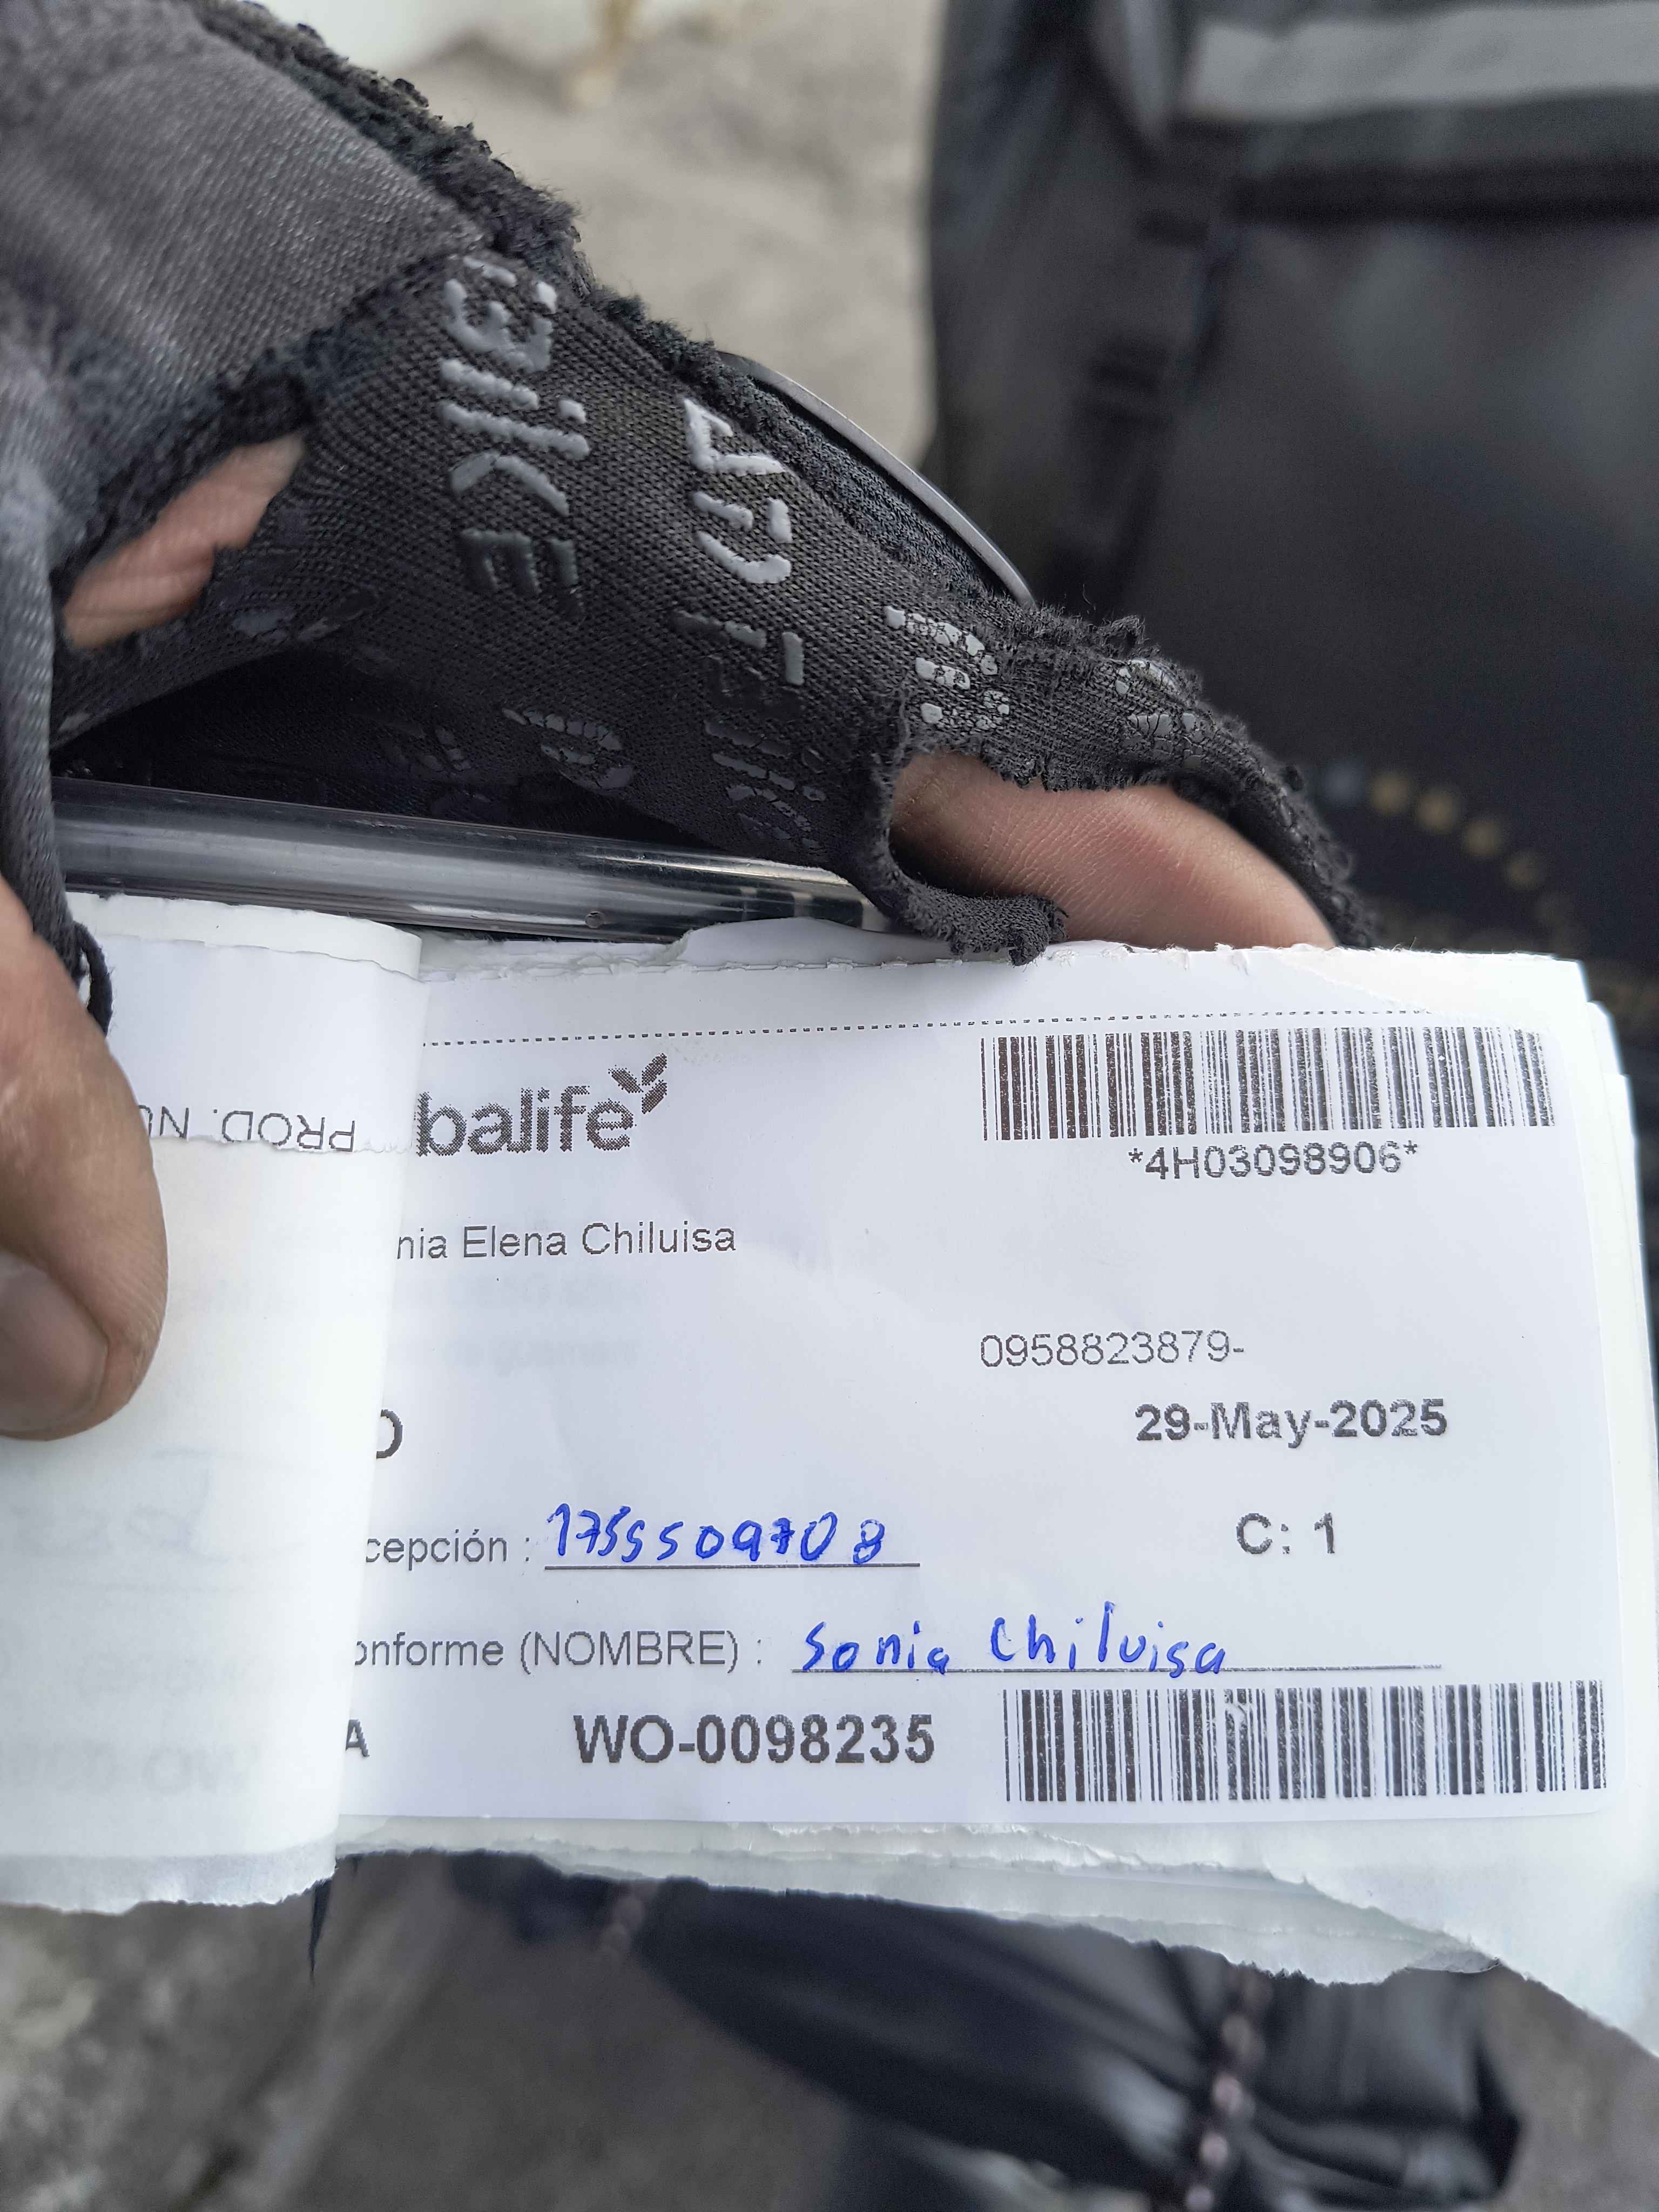 BIKE
PROD. N
balife
*4H03098906*
nia Elena Chiluisa
0958823879-
O
29-May-2025
cepción : 1755509708
C: 1
onforme (NOMBRE) : Sonia Chiluisa
A WO-0098235